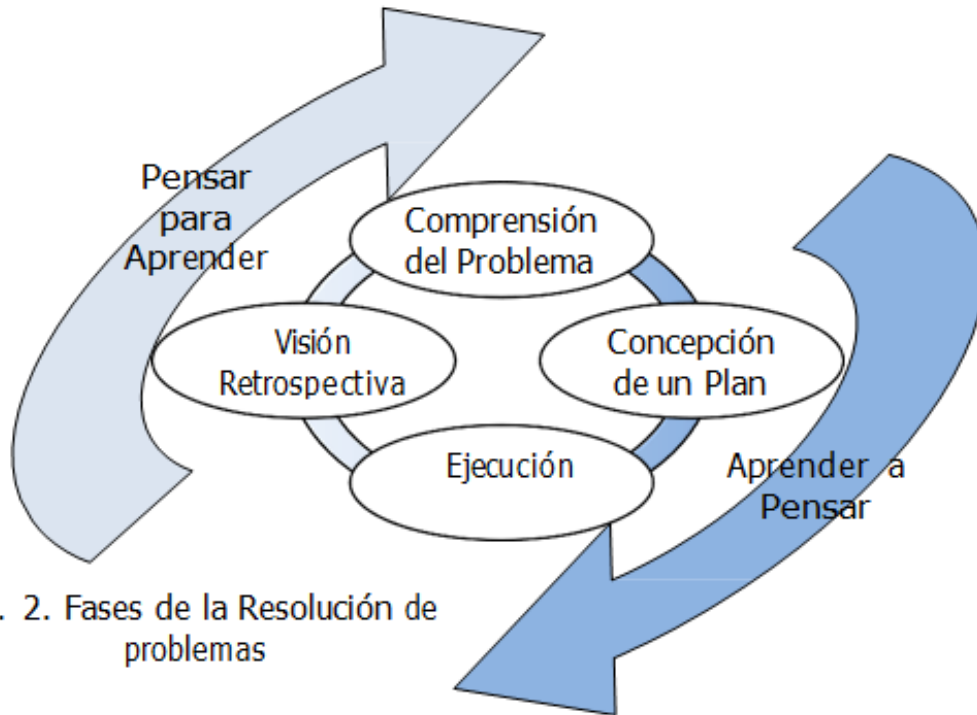 Pensar
para
Aprender
Comprensión
del Problema
Visión
Retrospectiva
Concepción
de un Plan
Ejecución
Aprender a
Pensar
. 2. Fases de la Resolución de
problemas